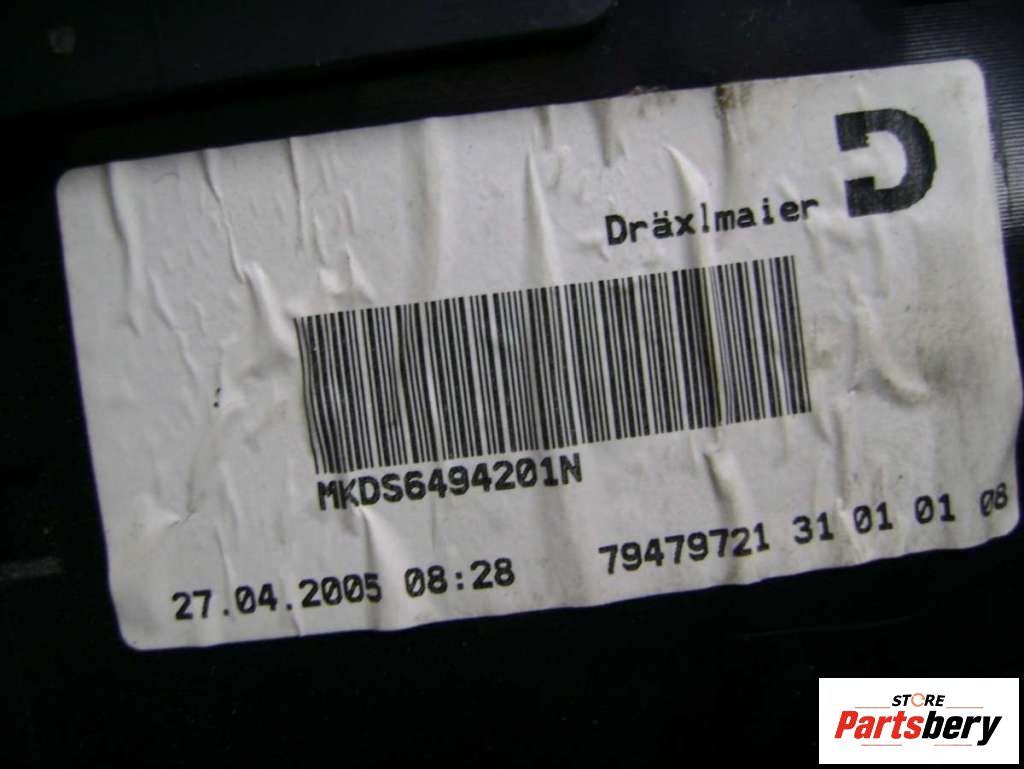 Dräxlmaier
MKDS6494201N
27.04.2005 08:28 79479721 31 01 01 08
STORE
Partsbery